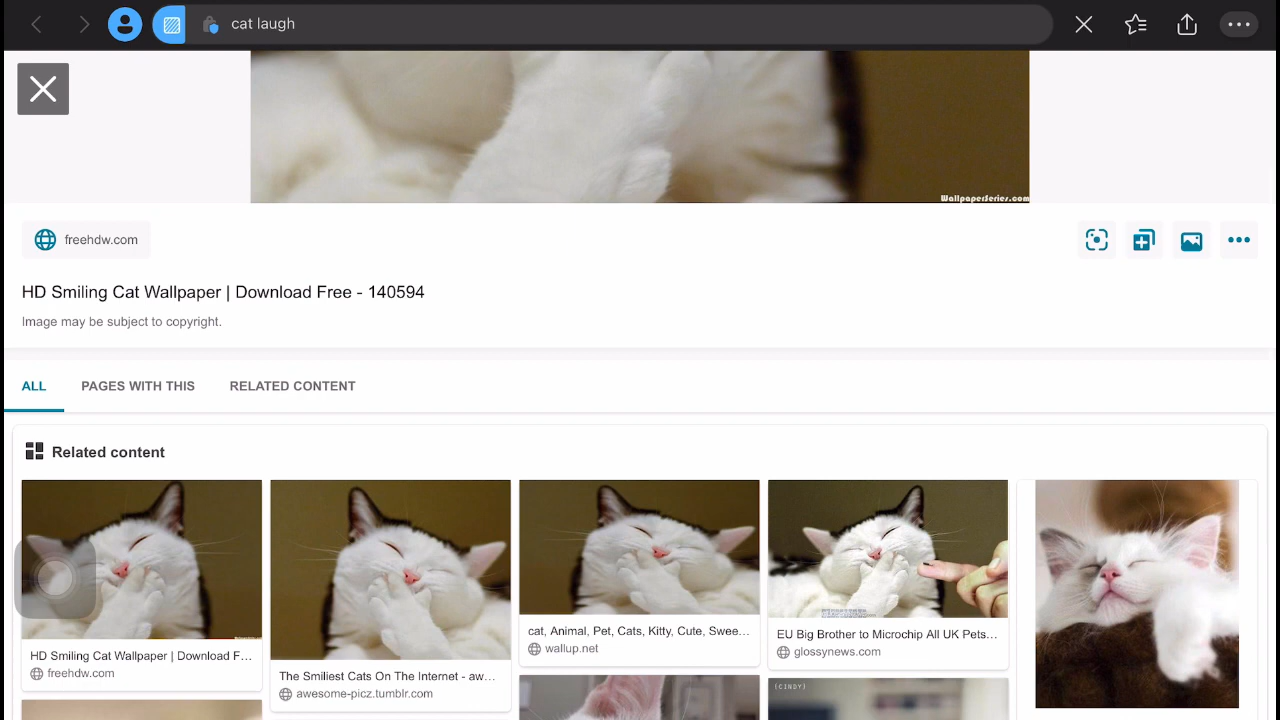 cat laugh
WallpaperSeries.com
freehdw.com
HD Smiling Cat Wallpaper | Download Free - 140594
Image may be subject to copyright.
ALL
PAGES WITH THIS
RELATED CONTENT
Related content
HD Smiling Cat Wallpaper | Download F...
freehdw.com
The Smiliest Cats On The Internet - aw...
awesome-picz.tumblr.com
cat, Animal, Pet, Cats, Kitty, Cute, Swee...
wallup.net
EU Big Brother to Microchip All UK Pets...
glossynews.com
(CINDY)